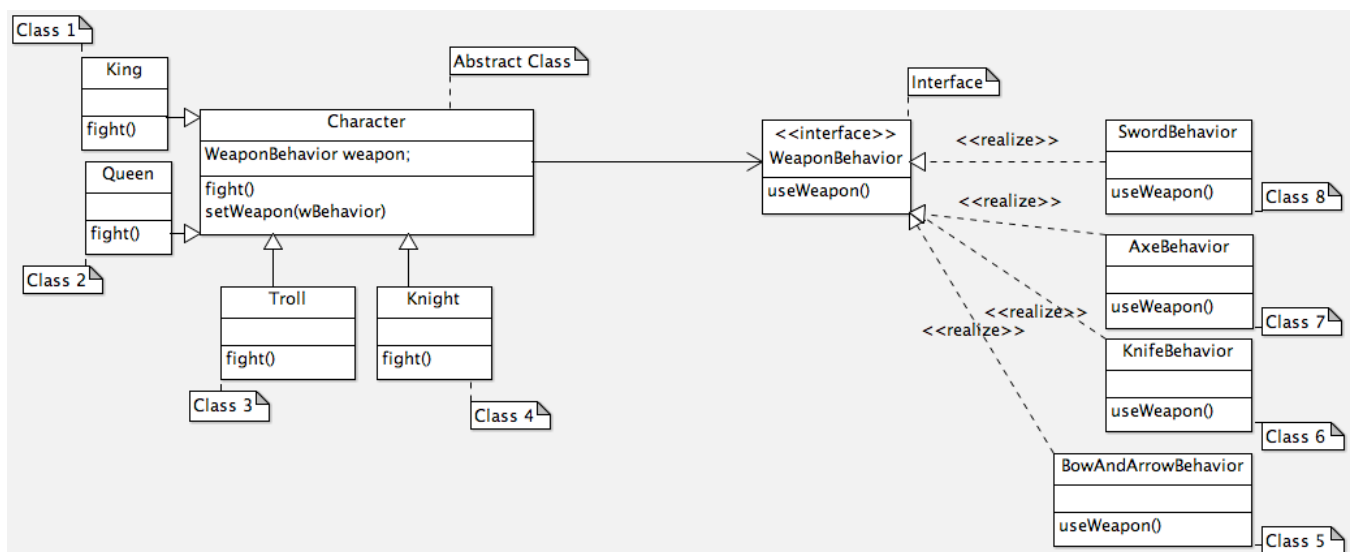 Class 1
King
fight()
Abstract Class
Character
WeaponBehavior weapon;
fight()
setWeapon(wBehavior)
Queen
fight()
Class 2
Troll
fight()
Class 3
Knight
fight()
Class 4
Interface
<<interface>>
WeaponBehavior
useWeapon()
<<realize>>
<<realize>>
<<realize>>
<<realize>>
SwordBehavior
useWeapon()
Class 8
AxeBehavior
useWeapon()
Class 7
KnifeBehavior
useWeapon()
Class 6
BowAndArrowBehavior
useWeapon()
Class 5